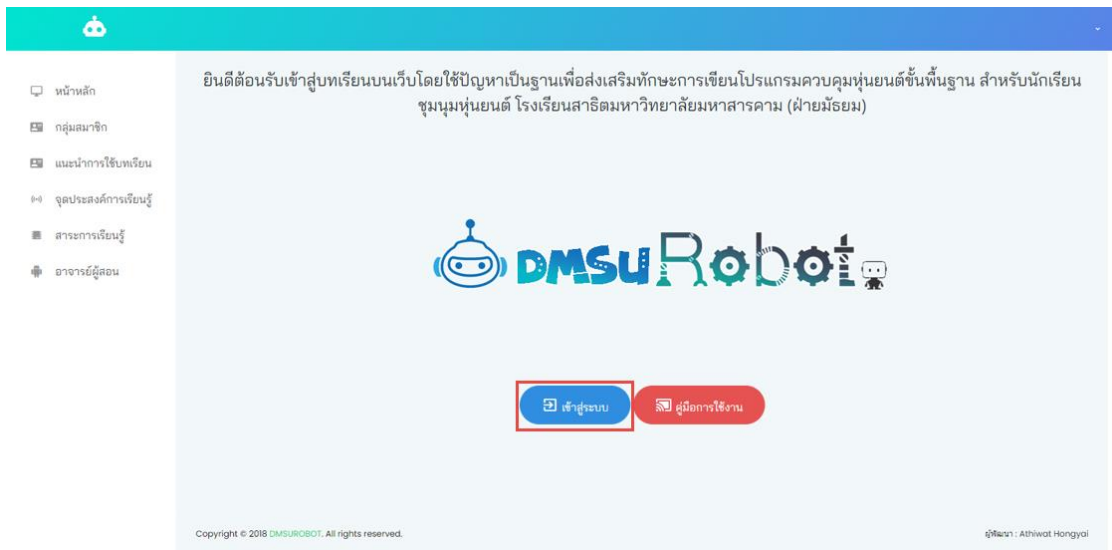 ยินดีต้อนรับเข้าสู่บทเรียนบนเว็บโดยใช้ปัญหาเป็นฐานเพื่อส่งเสริมทักษะการเขียนโปรแกรมควบคุมหุ่นยนต์ขั้นพื้นฐาน สำหรับนักเรียน
ชุมนุมหุ่นยนต์ โรงเรียนสาธิตมหาวิทยาลัยมหาสารคาม (ฝ่ายมัธยม)
หน้าหลัก
กลุ่มสมาชิก
แนะนำการใช้บทเรียน
จุดประสงค์การเรียนรู้
สาระการเรียนรู้
อาจารย์ผู้สอน
DMSU Robot
เข้าสู่ระบบ
คู่มือการใช้งาน
Copyright © 2018 DMSUROBOT. All rights reserved.
ผู้พัฒนา : Athiwat Hongyai